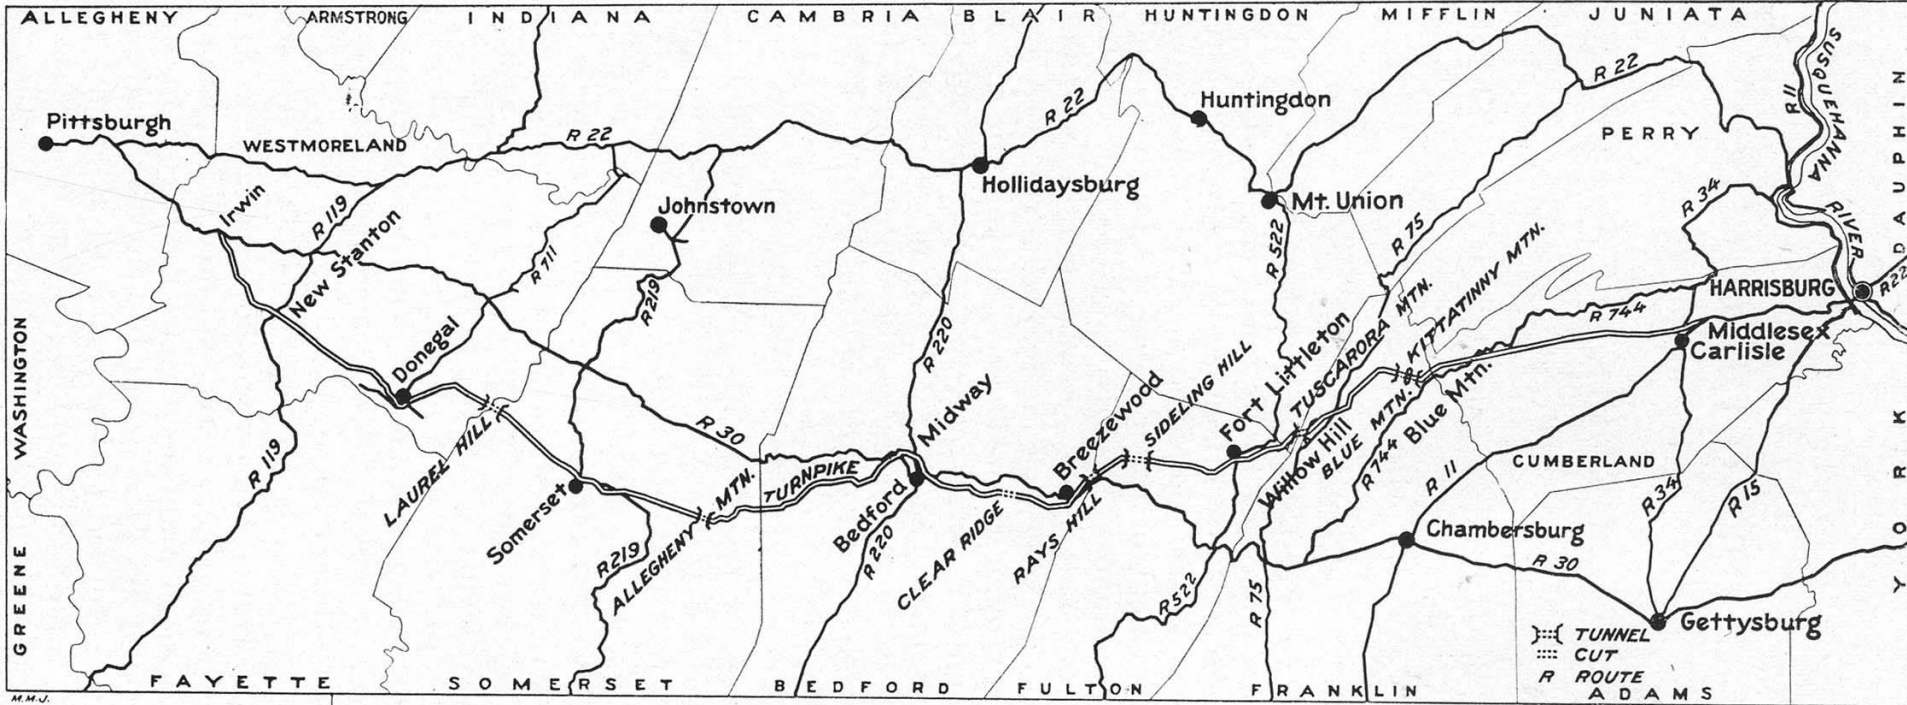 ALLEGHENY
ARMSTRONG
INDIANA
CAMBRIA
BLAIR
HUNTINGDON
MIFFLIN
JUNIATA
SUSQUEHANNA
RIVER
R 11
DAUPHIN
R 22
PERRY
Pittsburgh
WESTMORELAND
R 22
R 22
Huntingdon
Hollidaysburg
Mt. Union
Irwin
R 119
New Stanton
Johnstown
R 711
R 219
R 522
R 75
R 34
HARRISBURG
R 22
R 744
Middlesex
Carlisle
WASHINGTON
Donegal
R 220
Midway
Breezewood
SIDELING HILL
Fort Littleton
TUSCARORA MTN.
KITTATINNY MTN.
BLUE MTN.
Blue Mtn.
Willow Hill
R 744
R 119
LAUREL HILL
R 30
TURNPIKE
Bedford
Somerset
ALLEGHENY MTN.
R 219
R 220
CLEAR RIDGE
RAYS HILL
R 11
CUMBERLAND
R 34
R 15
YORK
Chambersburg
R 30
GREENE
R 522
R 75
Gettysburg
TUNNEL
CUT
R ROUTE
FAYETTE
SOMERSET
BEDFORD
FULTON
FRANKLIN
ADAMS
M.M.J.